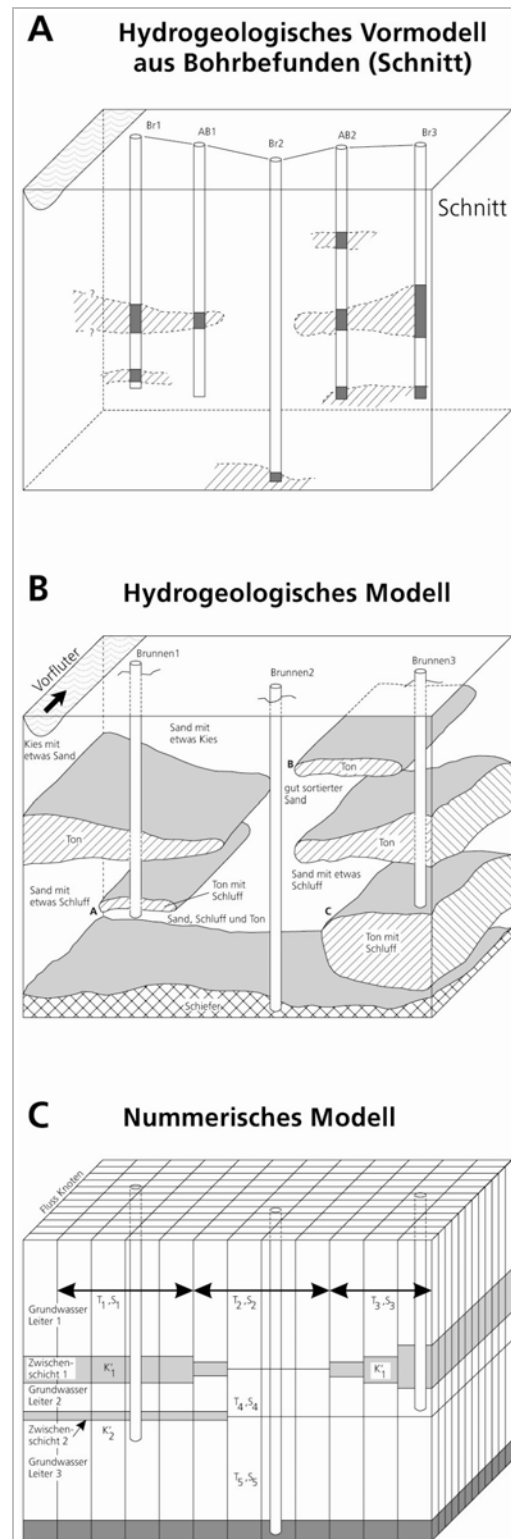 A
Hydrogeologisches Vormodell
aus Bohrbefunden (Schnitt)
Br1
AB1
Br2
AB2
Br3
Schnitt
?
?
B
Hydrogeologisches Modell
Vorfluter
Brunnen1
Brunnen2
Brunnen3
Kies mit
etwas Sand
Sand mit
etwas Kies
B
Ton
gut sortierter
Sand
Ton
Ton
Sand mit etwas
Schluff
Sand mit
etwas Schluff
A
Ton mit
Schluff
Sand, Schluff und Ton
C
Ton mit
Schluff
Schiefer
C
Nummerisches Modell
Fluss Knoten
T₁,S₁
T₂,S₂
T₃,S₃
Grundwasser
Leiter 1
Zwischen-
schicht 1
K'₁
K'₁
Grundwasser
Leiter 2
T₄,S₄
Zwischen-
schicht 2
K'₂
Grundwasser
Leiter 3
T₅,S₅